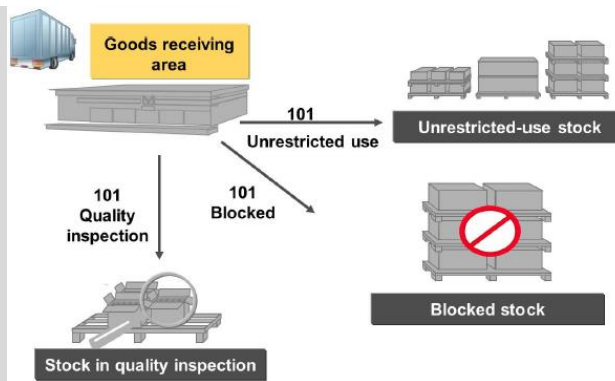 Goods receiving
area
101
Unrestricted use
Unrestricted-use stock
101
Quality
inspection
101
Blocked
Blocked stock
Stock in quality inspection